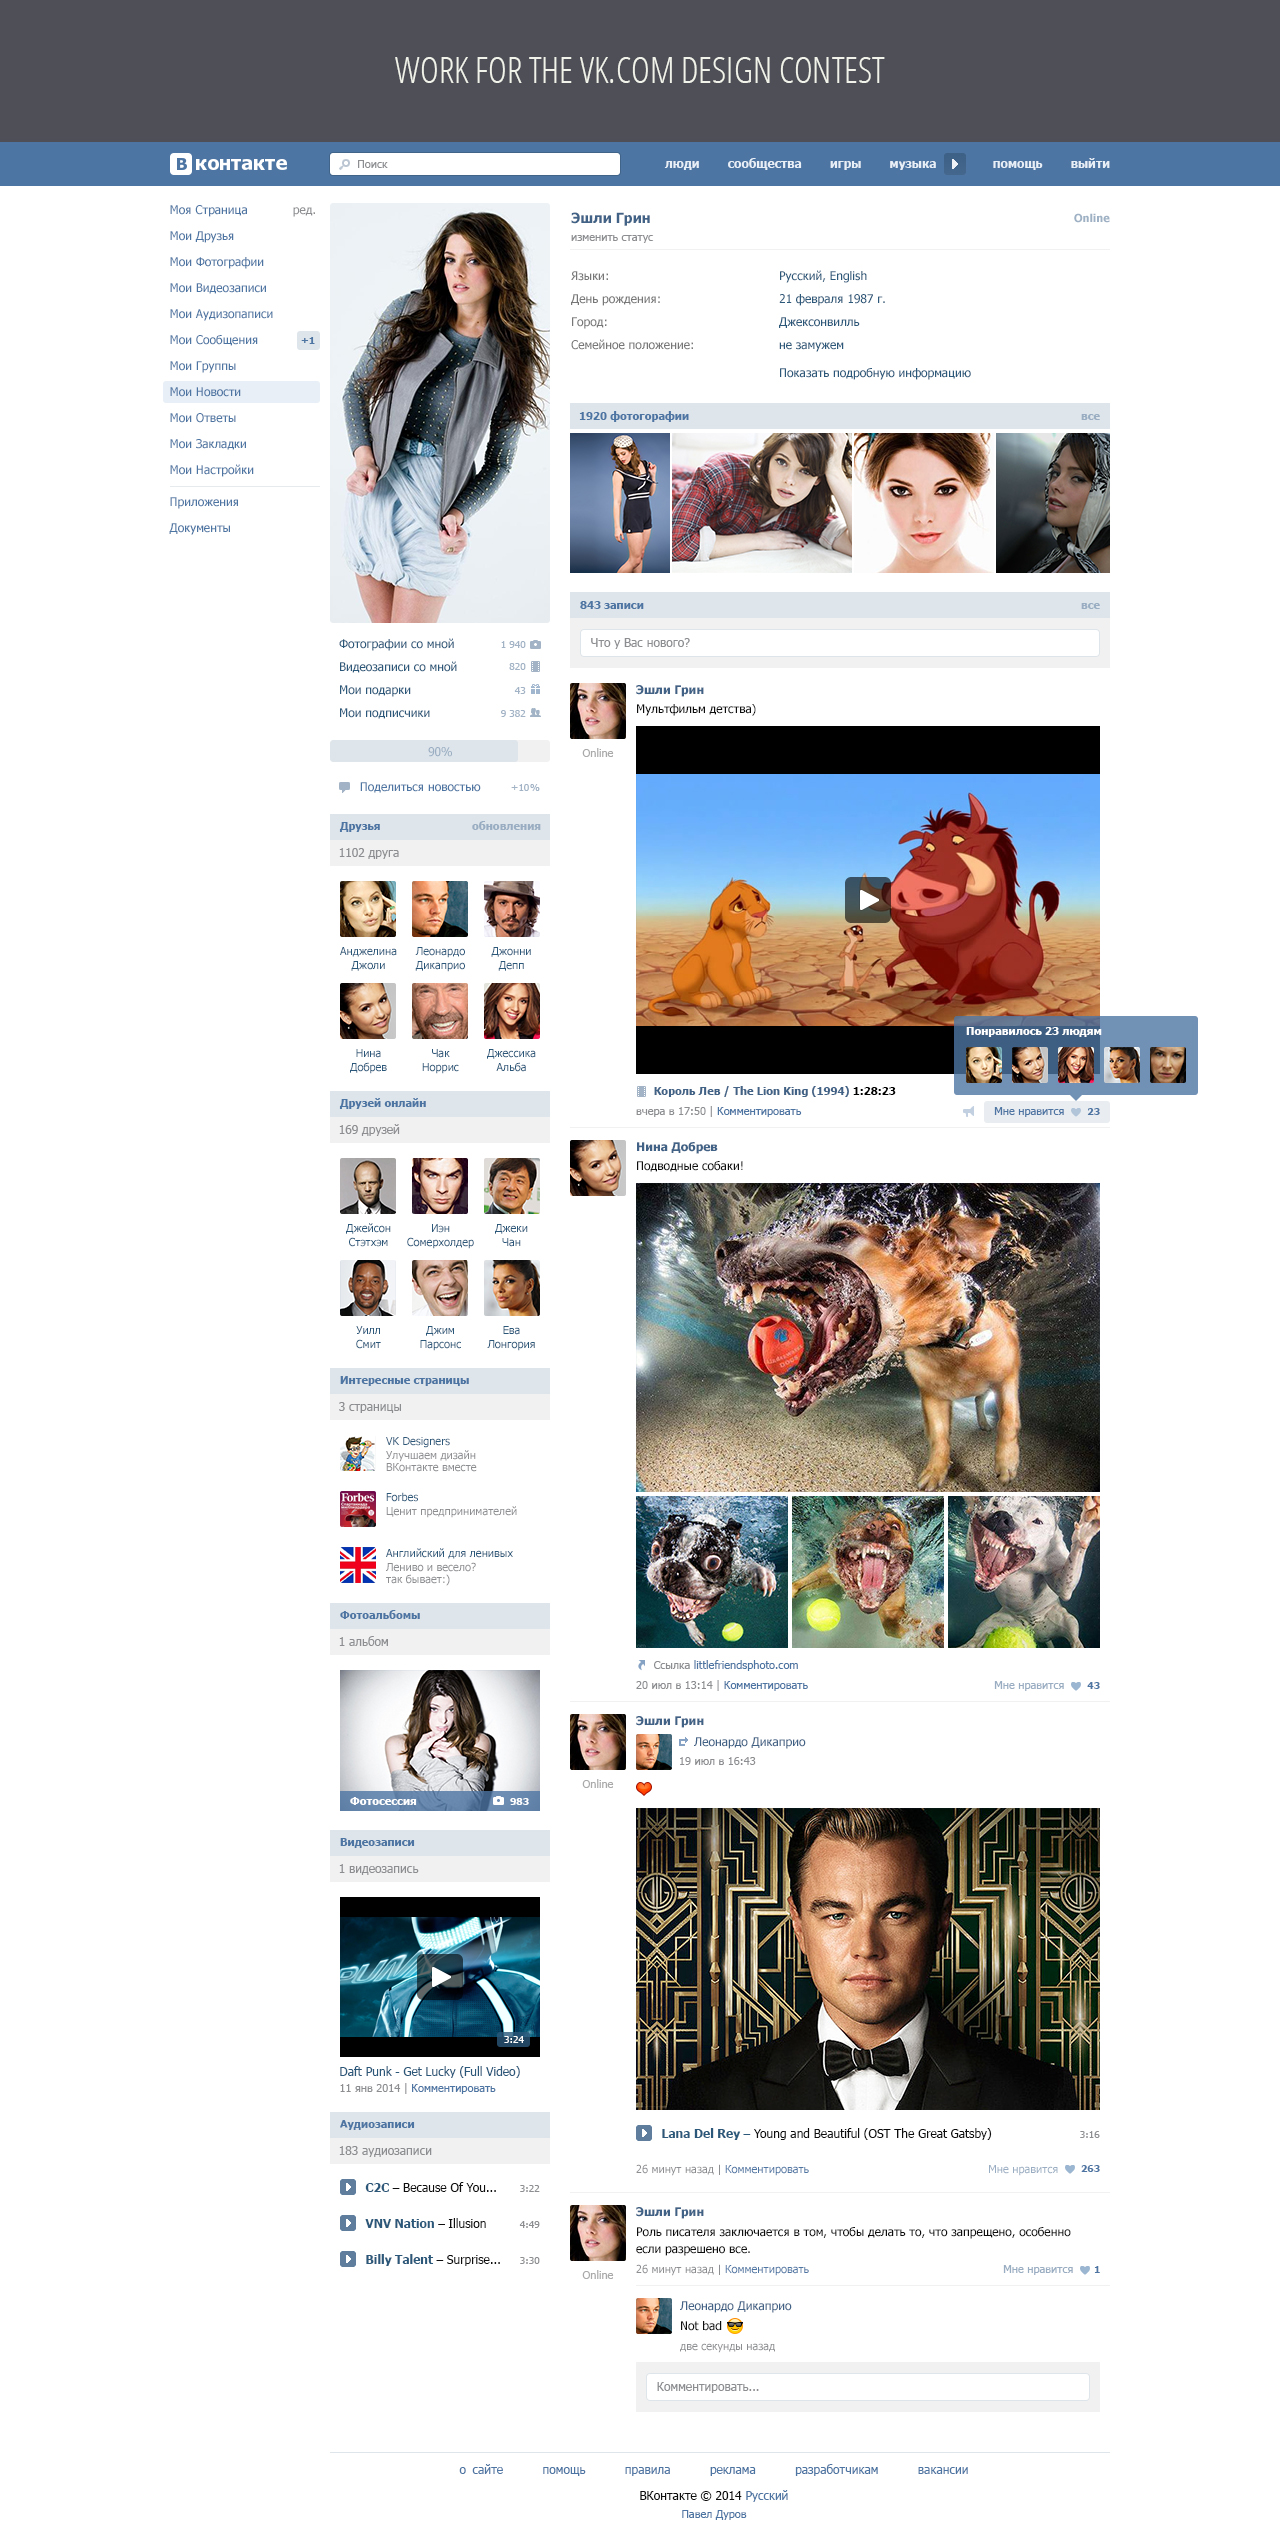 WORK FOR THE VK.COM DESIGN CONTEST
В контакте
Поиск
люди сообщества игры музыка помощь выйти
Моя Страница ред.
Мои Друзья
Мои Фотографии
Мои Видеозаписи
Мои Аудизописи
Мои Сообщения +1
Мои Группы
Мои Новости
Мои Ответы
Мои Закладки
Мои Настройки
Приложения
Документы
Фотографии со мной 1 940
Видеозаписи со мной 820
Мои подарки 43
Мои подписчики 9 382
90%
Поделиться новостью +10%
Друзья обновления
1102 друга
Анджелина Джоли
Леонардо Дикаприо
Джонни Депп
Нина Добрев
Чак Норрис
Джессика Альба
Друзей онлайн
169 друзей
Джейсон Стэтхэм
Иэн Сомерхолдер
Джеки Чан
Уилл Смит
Джим Парсонс
Ева Лонгория
Интересные страницы
3 страницы
VK Designers
Улучшаем дизайн
ВКонтакте вместе
Forbes
Forbes
Ценит предпринимателей
Английский для ленивых
Лениво и весело?
так бывает:)
Фотоальбомы
1 альбом
Фотосессия 983
Видеозаписи
1 видеозапись
3:24
Daft Punk - Get Lucky (Full Video)
11 янв 2014 | Комментировать
Аудиозаписи
183 аудиозаписи
C2C – Because Of You... 3:22
VNV Nation – Illusion 4:49
Billy Talent – Surprise... 3:30
Эшли Грин Online
изменить статус
Языки: Русский, English
День рождения: 21 февраля 1987 г.
Город: Джексонвилль
Семейное положение: не замужем
Показать подробную информацию
1920 фотогорафии все
843 записи все
Что у Вас нового?
Эшли Грин
Мультфильм детства)
Online
Понравилось 23 людям
Король Лев / The Lion King (1994) 1:28:23
вчера в 17:50 | Комментировать Мне нравится 23
Нина Добрев
Подводные собаки!
Ссылка littlefriendsphoto.com
20 июл в 13:14 | Комментировать Мне нравится 43
Эшли Грин
Леонардо Дикаприо
19 июл в 16:43
Online
Lana Del Rey – Young and Beautiful (OST The Great Gatsby) 3:16
26 минут назад | Комментировать Мне нравится 263
Эшли Грин
Роль писателя заключается в том, чтобы делать то, что запрещено, особенно
если разрешено все.
Online
26 минут назад | Комментировать Мне нравится 1
Леонардо Дикаприо
Not bad
две секунды назад
Комментировать...
о сайте помощь правила реклама разработчикам вакансии
ВКонтакте © 2014 Русский
Павел Дуров